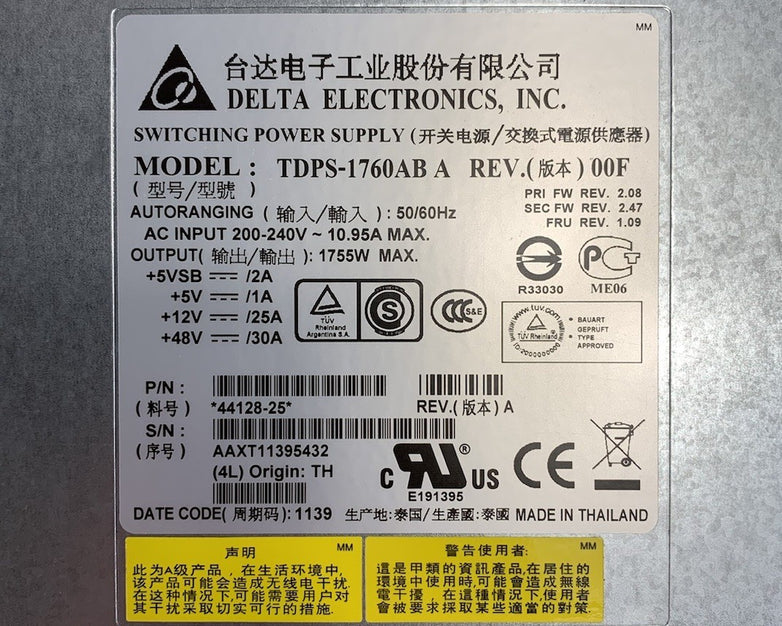 MM
台达电子工业股份有限公司
DELTA ELECTRONICS, INC.
SWITCHING POWER SUPPLY (开关电源/交換式電源供應器)
MODEL : TDPS-1760AB A REV.(版本) 00F
(型号/型號)
PRI FW REV. 2.08
SEC FW REV. 2.47
FRU REV. 1.09
AUTORANGING (输入/輸入) : 50/60Hz
AC INPUT 200-240V ~ 10.95A MAX.
OUTPUT(输出/輸出): 1755W MAX.
+5VSB /2A
+5V /1A
+12V /25A
+48V /30A
TÜV
Rheinland
Argentina S.A.
S
CCC S&E
R33030
ME06
www.tuv.com
TÜV Rheinland
ID:2000000000
• BAUART
GEPRUFT
• TYPE
APPROVED
P/N :
(料号) *44128-25* REV.(版本) A
S/N :
(序号) AAXT11395432
(4L) Origin: TH
c RU US
®
E191395
CE
DATE CODE(周期码): 1139 生产地:泰国/生產國:泰國 MADE IN THAILAND
声明 MM
此为A级产品，在生活环境中,
该产品可能会造成无线电干扰.
在这种情况下,可能需要用户对
其干扰采取切实可行的措施.
警告使用者: MM
這是甲類的資訊產品,在居住的
環境中使用時,可能會造成無線
電干擾，在這種情況下,使用者
會被要求採取某些適當的對策.